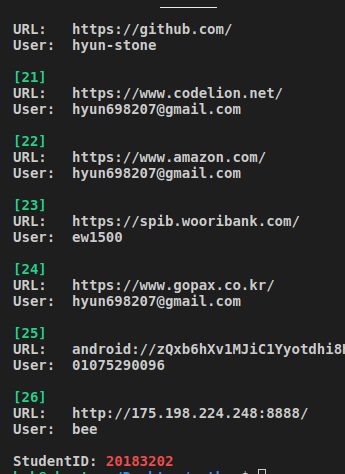 URL: https://github.com/
User: hyun-stone
[21]
URL: https://www.codelion.net/
User: hyun698207@gmail.com
[22]
URL: https://www.amazon.com/
User: hyun698207@gmail.com
[23]
URL: https://spib.wooribank.com/
User: ew1500
[24]
URL: https://www.gopax.co.kr/
User: hyun698207@gmail.com
[25]
URL: android://zQxb6hXv1MJiC1Yyotdhi8
User: 01075290096
[26]
URL: http://175.198.224.248:8888/
User: bee
StudentID: 20183202